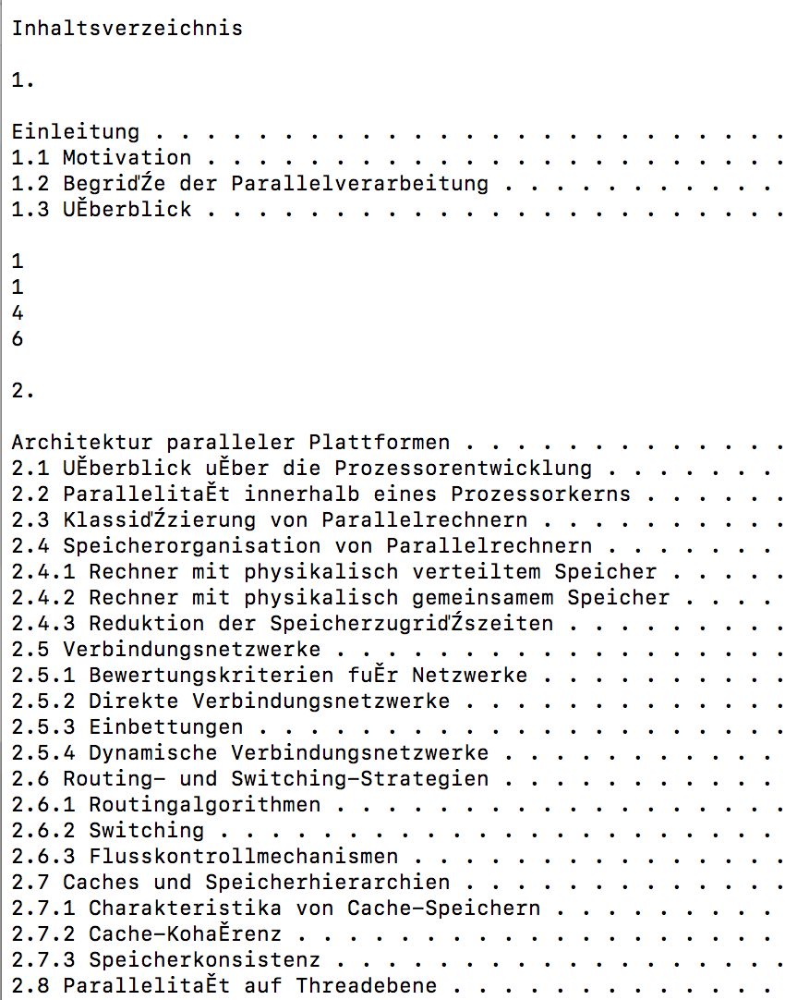 Inhaltsverzeichnis
1.
Einleitung . . . . . . . . . . . . . . . . . . . . . . . . .
1.1 Motivation . . . . . . . . . . . . . . . . . . . . . . .
1.2 BegriďŹe der Parallelverarbeitung . . . . . . . . . . .
1.3 UĚberblick . . . . . . . . . . . . . . . . . . . . . . .
1
1
4
6
2.
Architektur paralleler Plattformen . . . . . . . . . . . . .
2.1 UĚberblick uĚber die Prozessorentwicklung . . . . . . .
2.2 ParallelitaĚt innerhalb eines Prozessorkerns . . . . . .
2.3 KlassiďŹzierung von Parallelrechnern . . . . . . . . . .
2.4 Speicherorganisation von Parallelrechnern . . . . . . .
2.4.1 Rechner mit physikalisch verteiltem Speicher . . . . .
2.4.2 Rechner mit physikalisch gemeinsamem Speicher . . . .
2.4.3 Reduktion der SpeicherzugriďŹszeiten . . . . . . . . .
2.5 Verbindungsnetzwerke . . . . . . . . . . . . . . . . . .
2.5.1 Bewertungskriterien fuĚr Netzwerke . . . . . . . . . .
2.5.2 Direkte Verbindungsnetzwerke . . . . . . . . . . . . .
2.5.3 Einbettungen . . . . . . . . . . . . . . . . . . . . .
2.5.4 Dynamische Verbindungsnetzwerke . . . . . . . . . . .
2.6 Routing- und Switching-Strategien . . . . . . . . . . .
2.6.1 Routingalgorithmen . . . . . . . . . . . . . . . . . .
2.6.2 Switching . . . . . . . . . . . . . . . . . . . . . .
2.6.3 Flusskontrollmechanismen . . . . . . . . . . . . . . .
2.7 Caches und Speicherhierarchien . . . . . . . . . . . . .
2.7.1 Charakteristika von Cache-Speichern . . . . . . . . .
2.7.2 Cache-KohaĚrenz . . . . . . . . . . . . . . . . . . .
2.7.3 Speicherkonsistenz . . . . . . . . . . . . . . . . . .
2.8 ParallelitaĚt auf Threadebene . . . . . . . . . . . . .